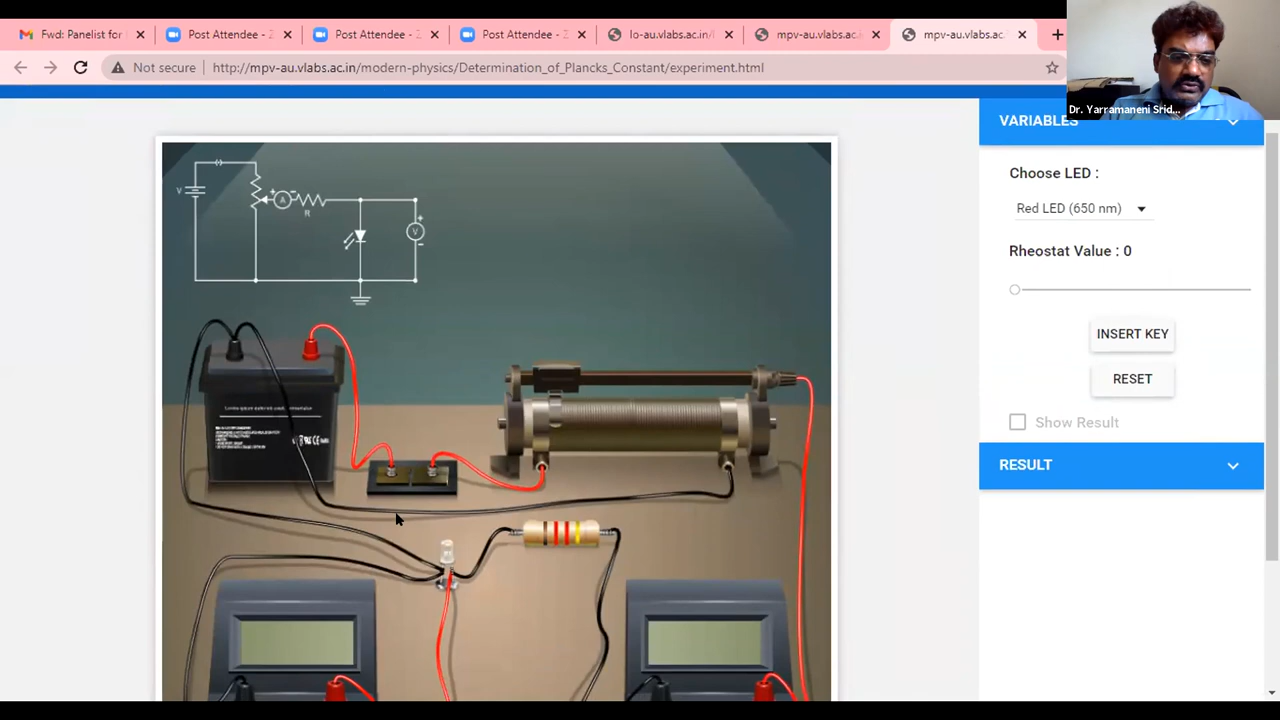 Fwd: Panelist for
Post Attendee - Z
Post Attendee - Z
Post Attendee - Z
lo-au.vlabs.ac.in/
mpv-au.vlabs.ac.
mpv-au.vlabs.ac.
Not secure
http://mpv-au.vlabs.ac.in/modern-physics/Determination_of_Plancks_Constant/experiment.html
Dr. Yarramaneni Srid...
VARIABLES
Choose LED :
Red LED (650 nm)
Rheostat Value : 0
INSERT KEY
RESET
Show Result
RESULT
V
A
R
V